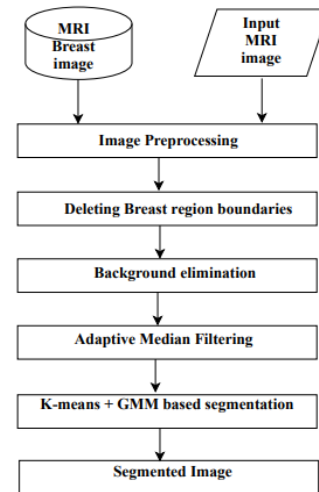 MRI
Breast
image
Input
MRI
image
Image Preprocessing
Deleting Breast region boundaries
Background elimination
Adaptive Median Filtering
K-means + GMM based segmentation
Segmented Image